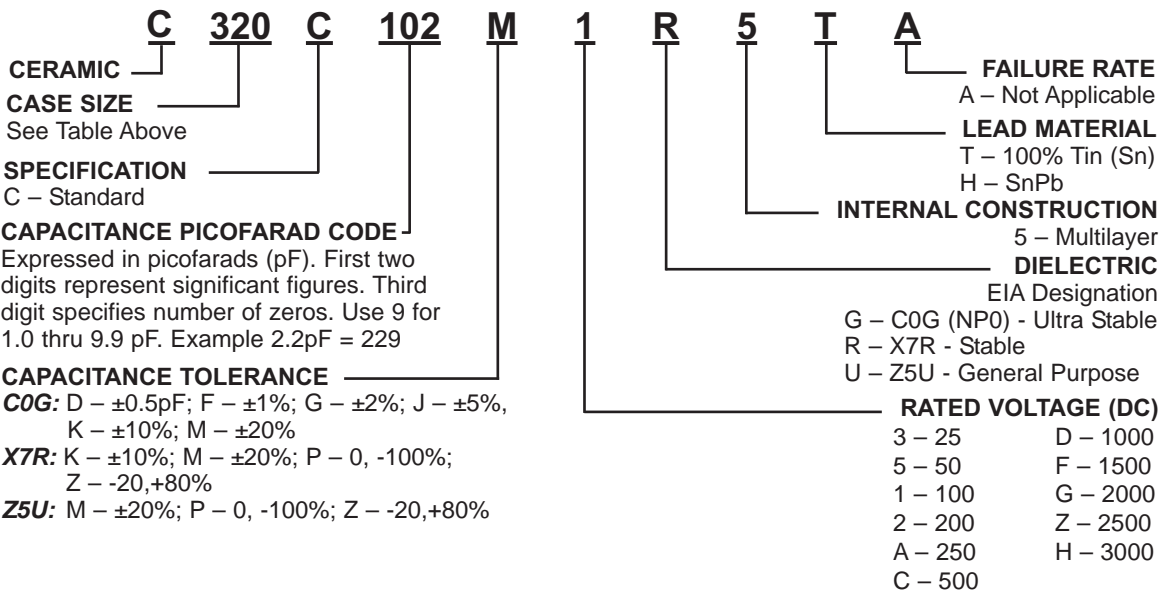 C 320 C 102 M 1 R 5 T A
CERAMIC
CASE SIZE
See Table Above
SPECIFICATION
C – Standard
CAPACITANCE PICOFARAD CODE
Expressed in picofarads (pF). First two
digits represent significant figures. Third
digit specifies number of zeros. Use 9 for
1.0 thru 9.9 pF. Example 2.2pF = 229
CAPACITANCE TOLERANCE
C0G: D – ±0.5pF; F – ±1%; G – ±2%; J – ±5%,
K – ±10%; M – ±20%
X7R: K – ±10%; M – ±20%; P – 0, -100%;
Z – -20,+80%
Z5U: M – ±20%; P – 0, -100%; Z – -20,+80%
FAILURE RATE
A – Not Applicable
LEAD MATERIAL
T – 100% Tin (Sn)
H – SnPb
INTERNAL CONSTRUCTION
5 – Multilayer
DIELECTRIC
EIA Designation
G – C0G (NP0) - Ultra Stable
R – X7R - Stable
U – Z5U - General Purpose
RATED VOLTAGE (DC)
3 – 25 D – 1000
5 – 50 F – 1500
1 – 100 G – 2000
2 – 200 Z – 2500
A – 250 H – 3000
C – 500